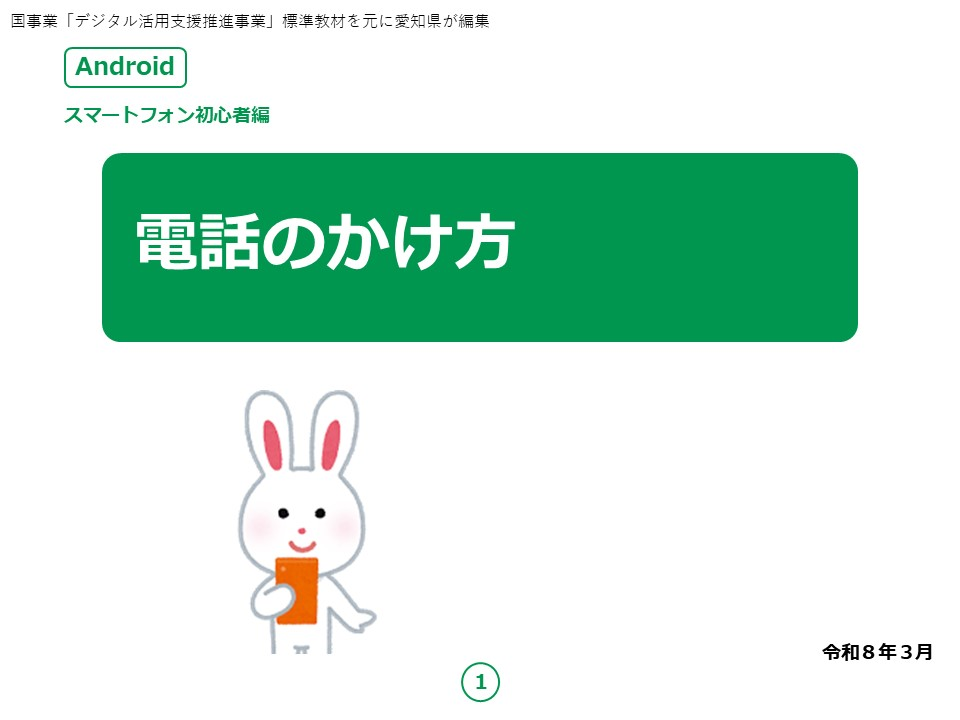 国事業「デジタル活用支援推進事業」標準教材を元に愛知県が編集
Android
スマートフォン初心者編
電話のかけ方
令和８年３月
1